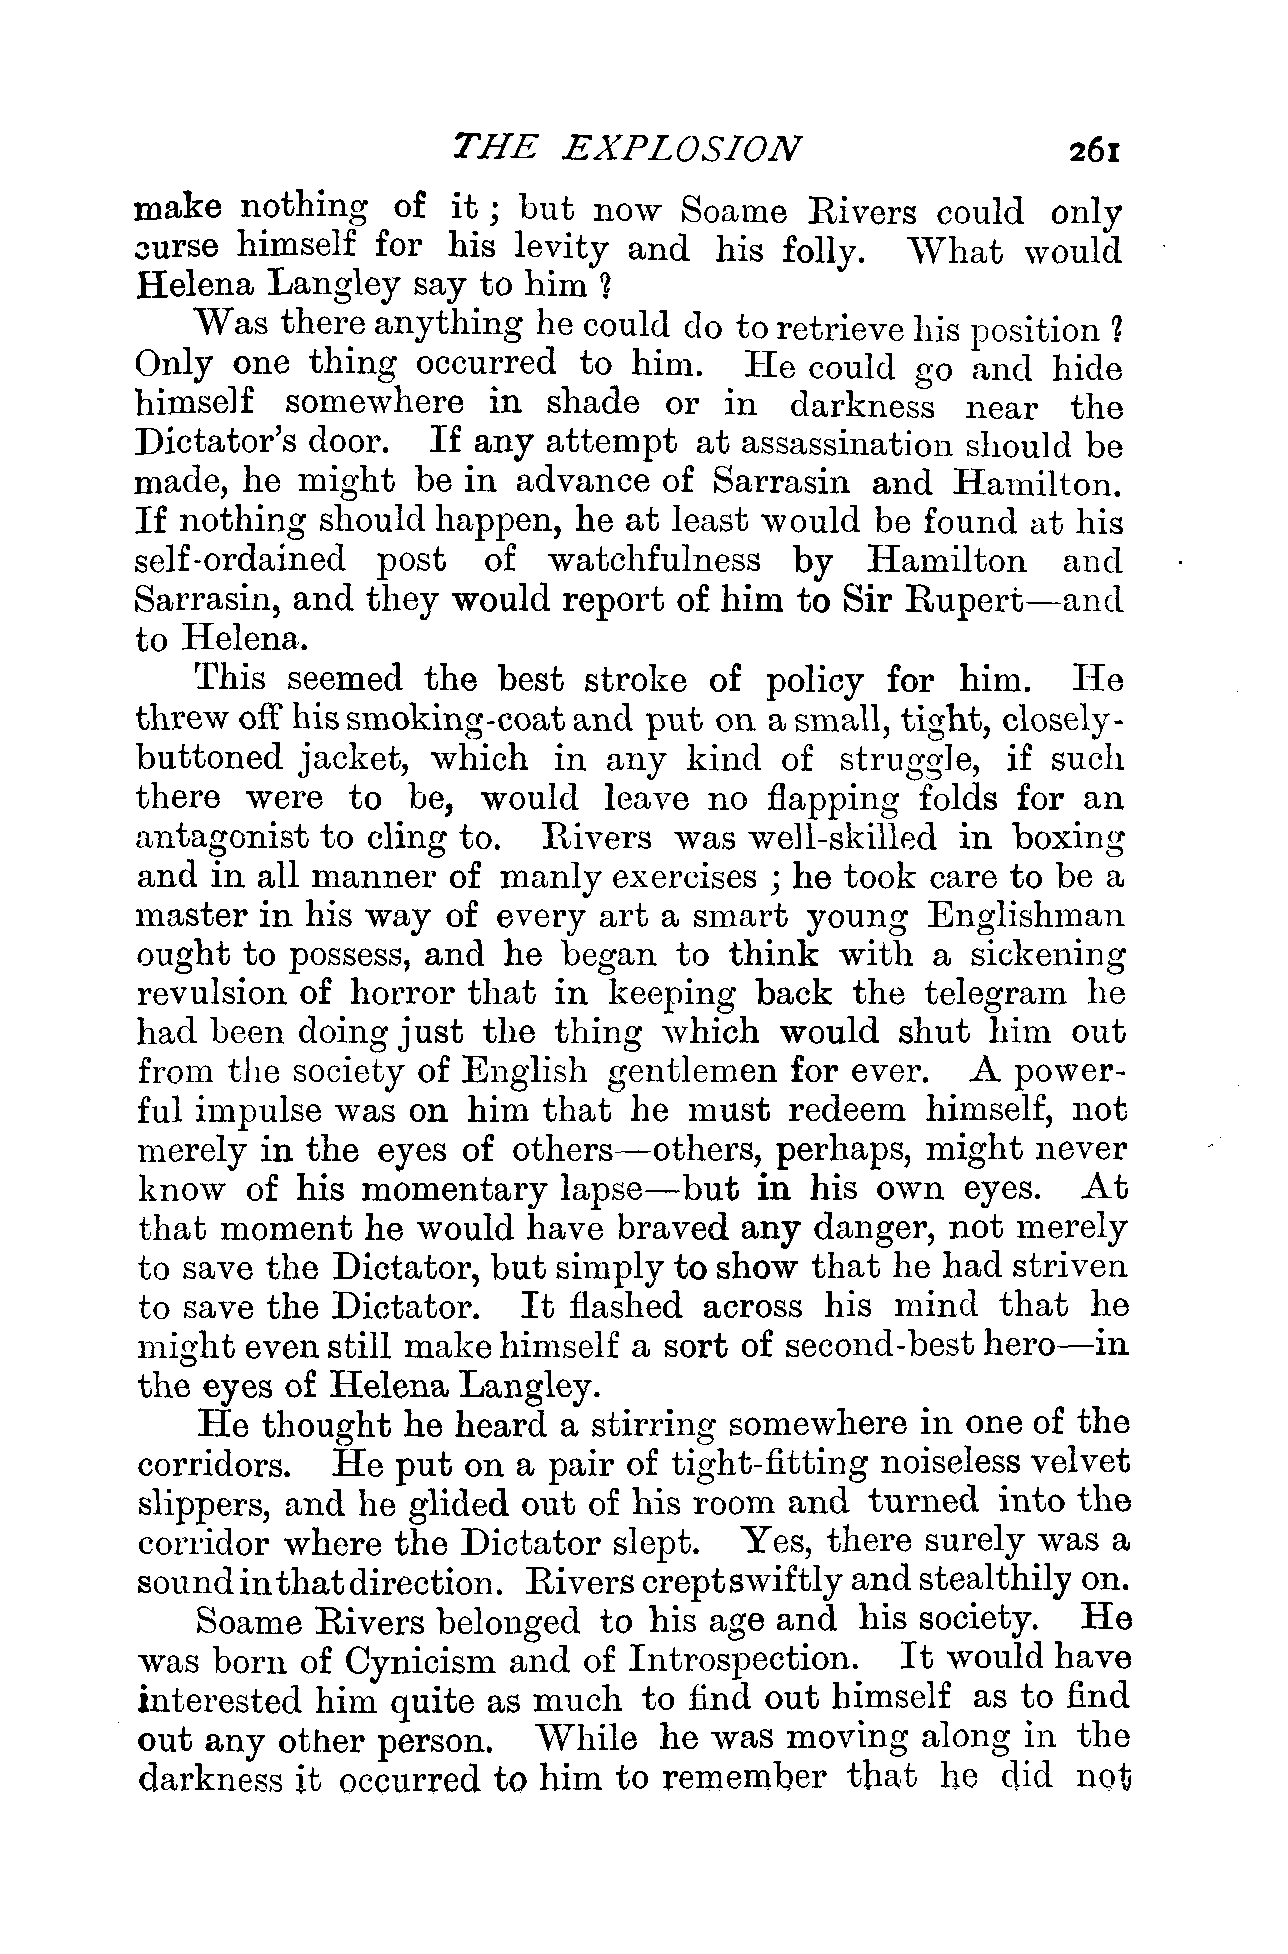 THE EXPLOSION 261
make nothing of it; but now Soame Rivers could only
curse himself for his levity and his folly. What would
Helena Langley say to him?
Was there anything he could do to retrieve his position?
Only one thing occurred to him. He could go and hide
himself somewhere in shade or in darkness near the
Dictator's door. If any attempt at assassination should be
made, he might be in advance of Sarrasin and Hamilton.
If nothing should happen, he at least would be found at his
self-ordained post of watchfulness by Hamilton and
Sarrasin, and they would report of him to Sir Rupert—and
to Helena.
This seemed the best stroke of policy for him. He
threw off his smoking-coat and put on a small, tight, closely-
buttoned jacket, which in any kind of struggle, if such
there were to be, would leave no flapping folds for an
antagonist to cling to. Rivers was well-skilled in boxing
and in all manner of manly exercises; he took care to be a
master in his way of every art a smart young Englishman
ought to possess, and he began to think with a sickening
revulsion of horror that in keeping back the telegram he
had been doing just the thing which would shut him out
from the society of English gentlemen for ever. A power-
ful impulse was on him that he must redeem himself, not
merely in the eyes of others—others, perhaps, might never
know of his momentary lapse—but in his own eyes. At
that moment he would have braved any danger, not merely
to save the Dictator, but simply to show that he had striven
to save the Dictator. It flashed across his mind that he
might even still make himself a sort of second-best hero—in
the eyes of Helena Langley.
He thought he heard a stirring somewhere in one of the
corridors. He put on a pair of tight-fitting noiseless velvet
slippers, and he glided out of his room and turned into the
corridor where the Dictator slept. Yes, there surely was a
sound in that direction. Rivers crept swiftly and stealthily on.
Soame Rivers belonged to his age and his society. He
was born of Cynicism and of Introspection. It would have
interested him quite as much to find out himself as to find
out any other person. While he was moving along in the
darkness it occurred to him to remember that he did not